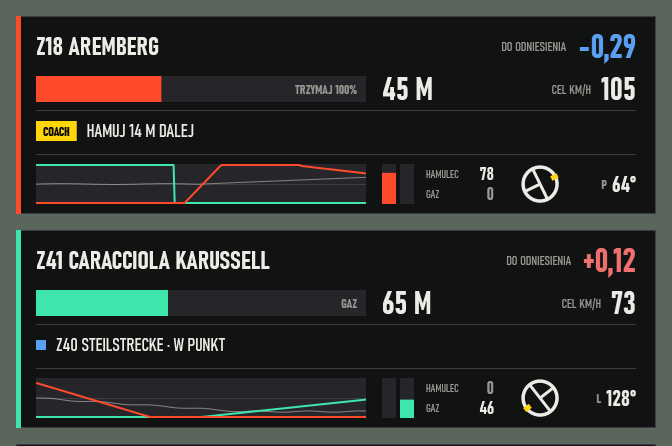 Z18 AREMBERG
DO ODNIESIENIA -0,29
TRZYMAJ 100% 45 M CEL KM/H 105
COACH HAMUJ 14 M DALEJ
HAMULEC 78
GAZ 0
P 64°
Z41 CARACCIOLA KARUSSELL
DO ODNIESIENIA +0,12
GAZ 65 M CEL KM/H 73
Z40 STEILSTRECKE · W PUNKT
HAMULEC 0
GAZ 46
L 128°